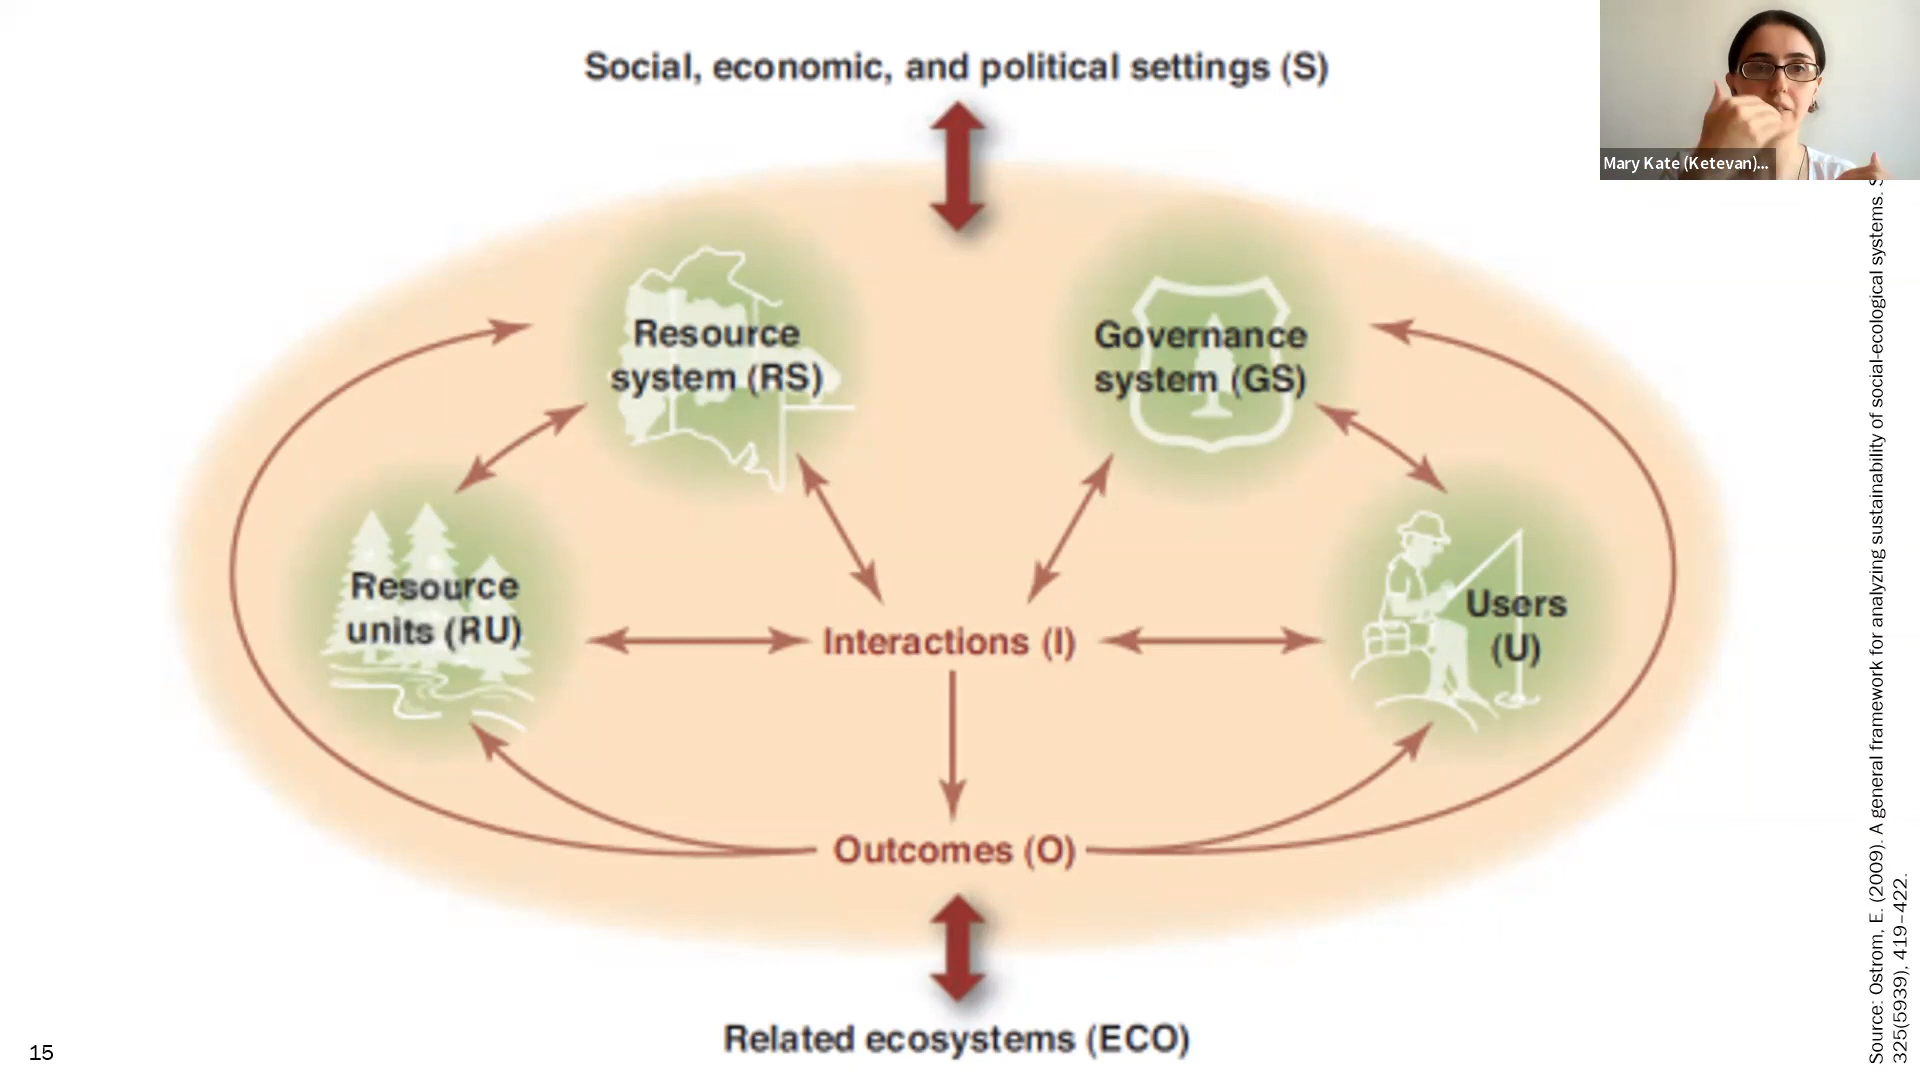 Social, economic, and political settings (S)
Mary Kate (Ketevan)...
Resource
system (RS)
Governance
system (GS)
Resource
units (RU)
Interactions (I)
Users
(U)
Outcomes (O)
Related ecosystems (ECO)
15
Source: Ostrom, E. (2009). A general framework for analyzing sustainability of social-ecological systems.
325(5939), 419–422.